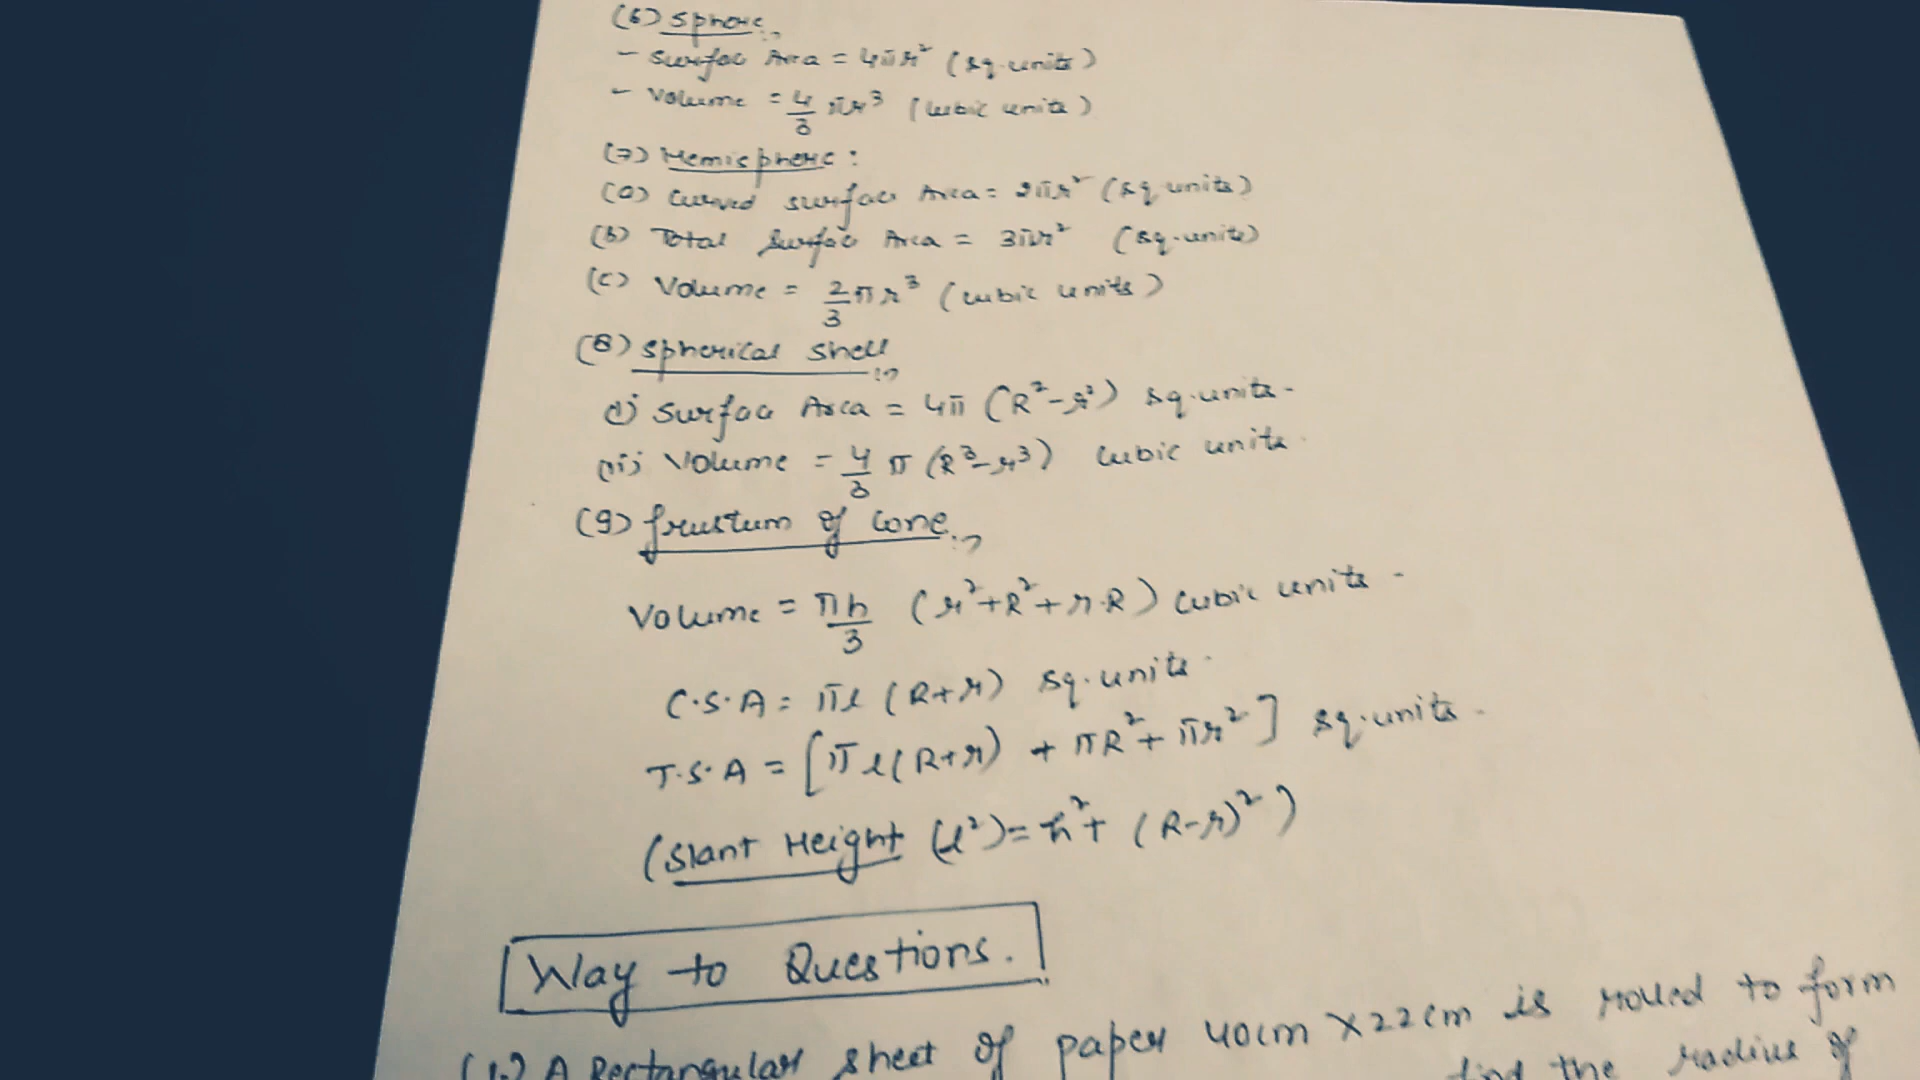 (6) Sphere :-
- Surfac Area = 4πr² (sq.units)
- Volume = 4/3 πr³ (cubic units)
(7) Hemisphere :
(a) Curved surface Area = 2πr² (sq units)
(b) Total Surface Area = 3πr² (sq.units)
(c) Volume = 2/3 πr³ (cubic units)
(8) Spherical shell :-
(i) Surface Area = 4π (R²-r²) sq.units.
(ii) Volume = 4/3 π (R³-r³) cubic units.
(9) frustum of cone :-
Volume = πh/3 (r²+R²+r.R) cubic units.
C.S.A = πl (R+r) sq.units.
T.S.A = [πl(R+r) + πR²+ πr²] sq.units.
(Slant Height (l²)= h²+ (R-r)²)
Way to Questions.
(1.) A Rectangular sheet of paper 40cm X 22cm is rolled to form
find the radius of